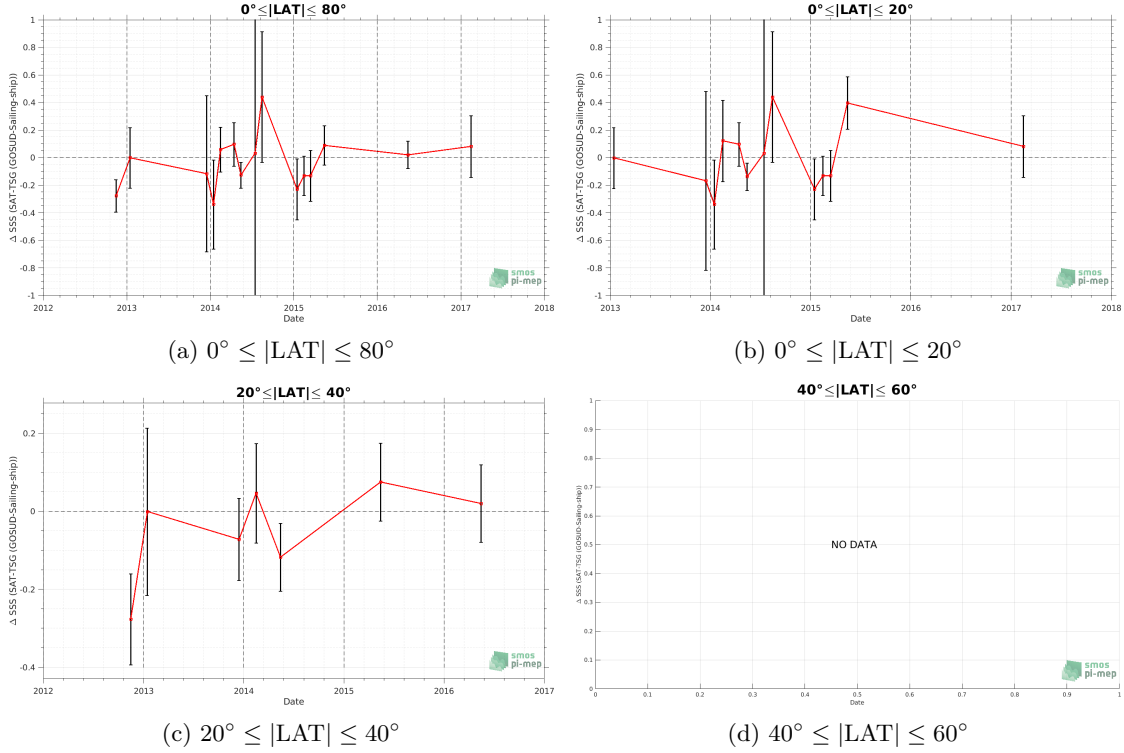 0°≤|LAT|≤ 80°
Δ SSS (SAT-TSG (GOSUD-Sailing-ship))
1
0.8
0.6
0.4
0.2
0
-0.2
-0.4
-0.6
-0.8
-1
2012 2013 2014 2015 2016 2017 2018
Date
smos
pi-mep
(a) 0° ≤ |LAT| ≤ 80°
0°≤|LAT|≤ 20°
Δ SSS (SAT-TSG (GOSUD-Sailing-ship))
1
0.8
0.6
0.4
0.2
0
-0.2
-0.4
-0.6
-0.8
-1
2013 2014 2015 2016 2017 2018
Date
smos
pi-mep
(b) 0° ≤ |LAT| ≤ 20°
20°≤|LAT|≤ 40°
Δ SSS (SAT-TSG (GOSUD-Sailing-ship))
0.2
0
-0.2
-0.4
2012 2013 2014 2015 2016 2017
Date
smos
pi-mep
(c) 20° ≤ |LAT| ≤ 40°
40°≤|LAT|≤ 60°
Δ SSS (SAT-TSG (GOSUD-Sailing-ship))
1
0.9
0.8
0.7
0.6
0.5
0.4
0.3
0.2
0.1
0
NO DATA
0 0.1 0.2 0.3 0.4 0.5 0.6 0.7 0.8 0.9 1
Date
smos
pi-mep
(d) 40° ≤ |LAT| ≤ 60°